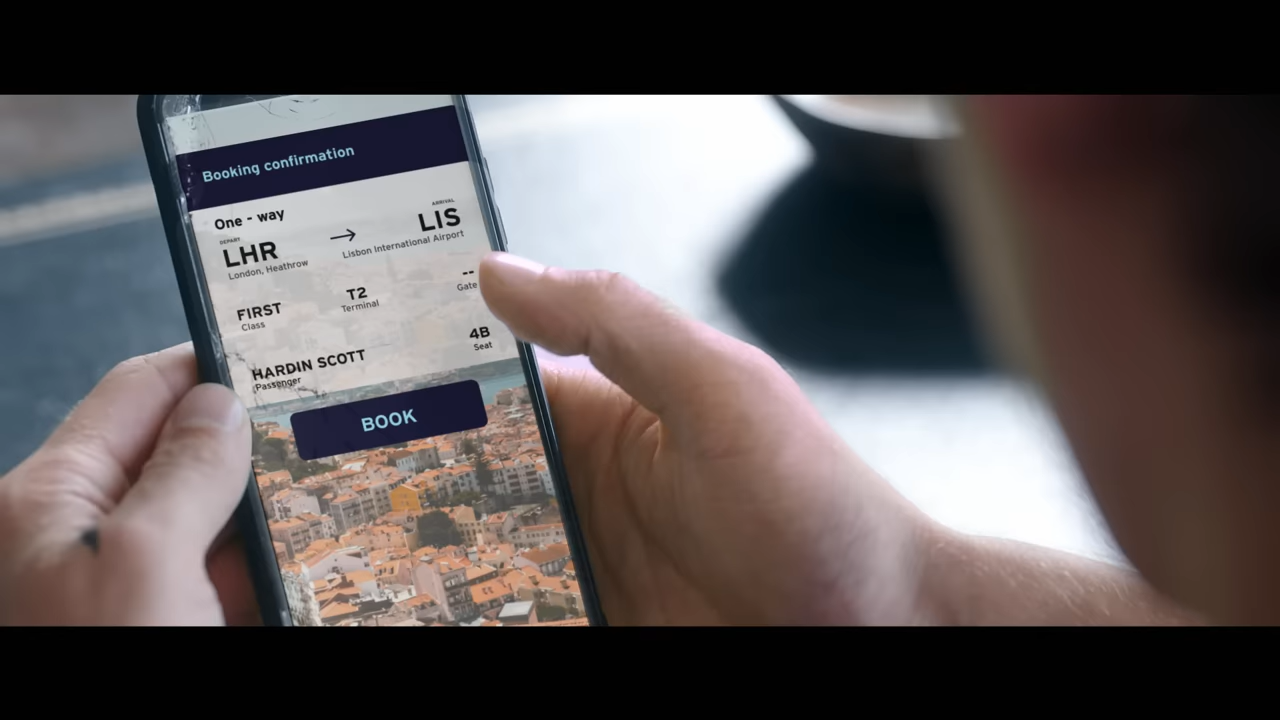 Booking confirmation
One - way
DEPART
ARRIVAL
LHR → LIS
London, Heathrow
Lisbon International Airport
FIRST T2 --
Class Terminal Gate
HARDIN SCOTT 4B
Passenger Seat
BOOK